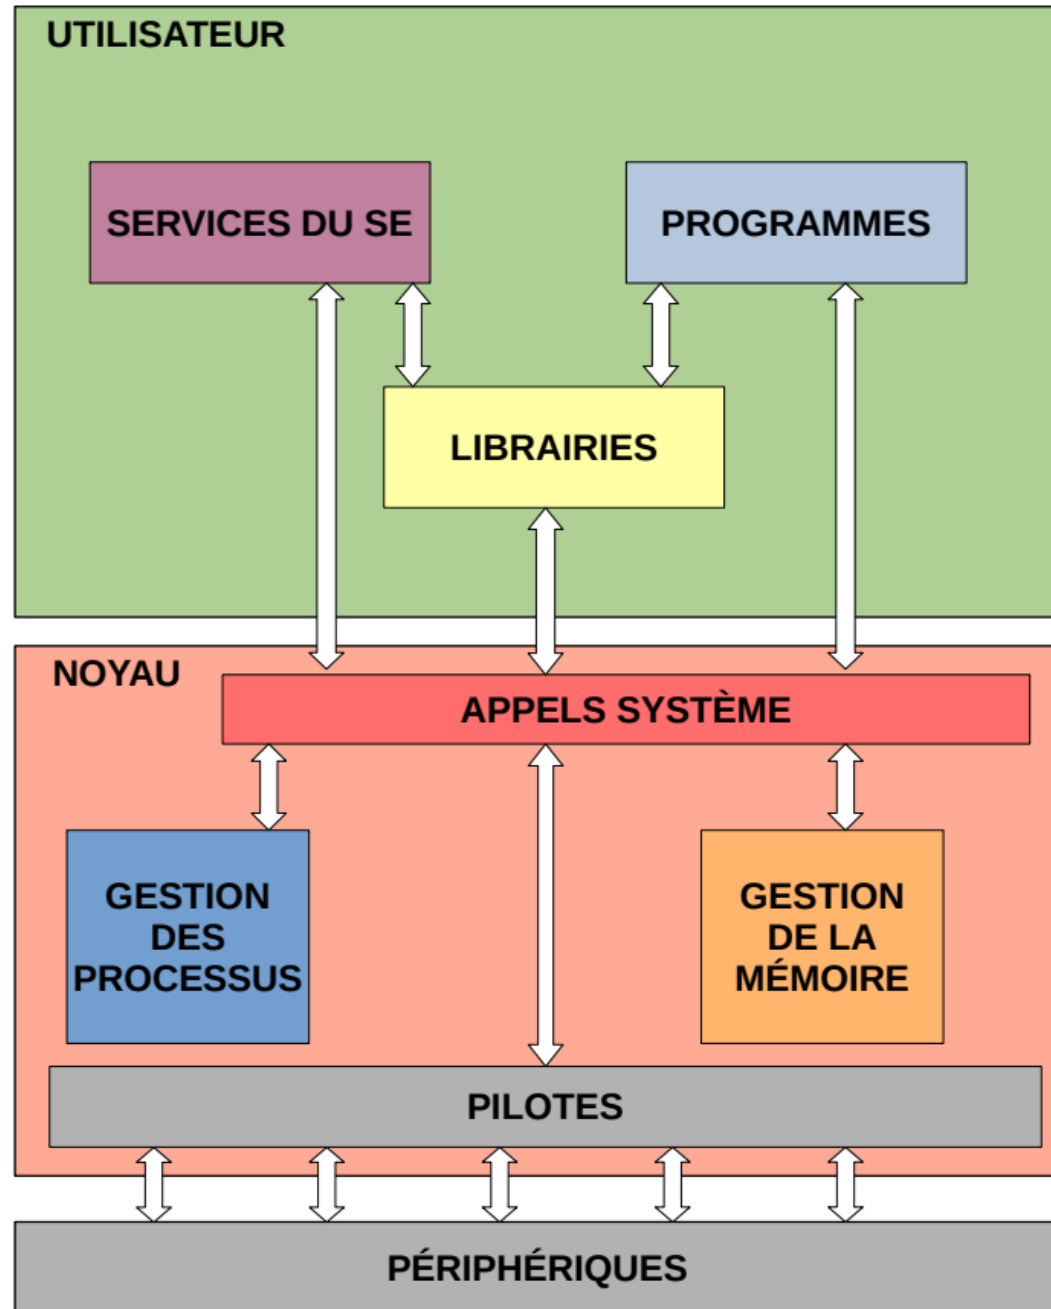 UTILISATEUR
SERVICES DU SE
PROGRAMMES
LIBRAIRIES
NOYAU
APPELS SYSTÈME
GESTION
DES
PROCESSUS
GESTION
DE LA
MÉMOIRE
PILOTES
PÉRIPHÉRIQUES